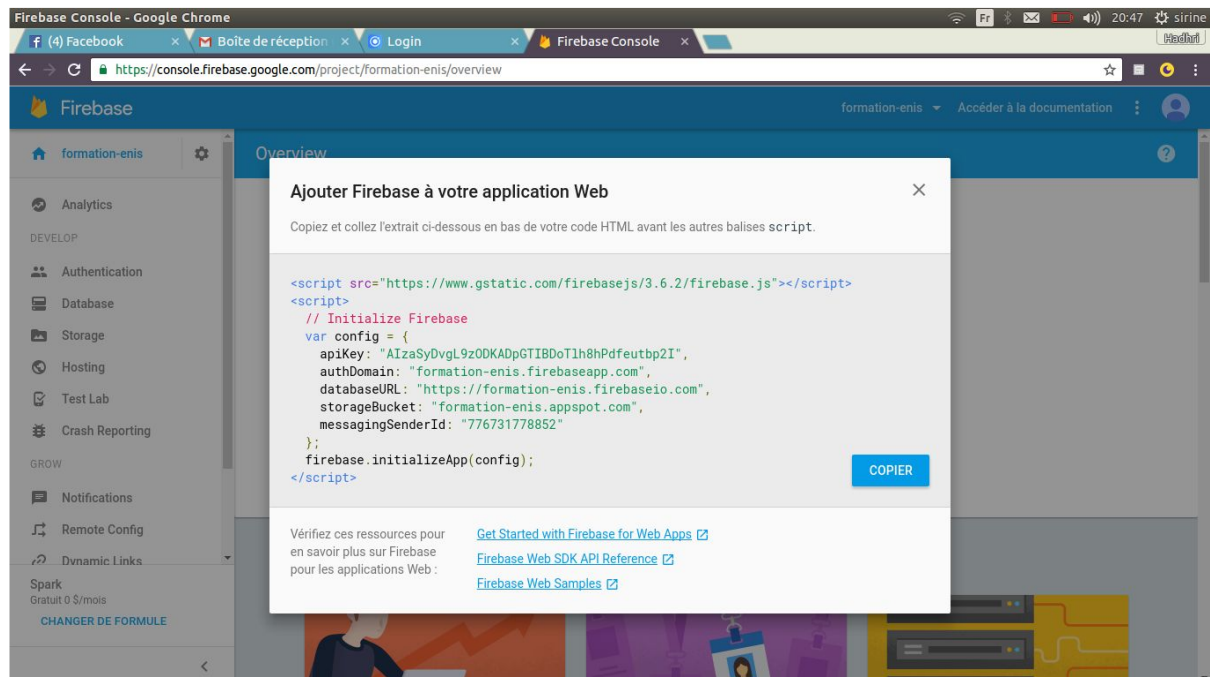 Firebase Console - Google Chrome
Fr
20:47
sirine
(4) Facebook
Boîte de réception
Login
Firebase Console
Hadhri
https://console.firebase.google.com/project/formation-enis/overview
Firebase
formation-enis
Accéder à la documentation
formation-enis
Overview
Analytics
DEVELOP
Authentication
Database
Storage
Hosting
Test Lab
Crash Reporting
GROW
Notifications
Remote Config
Dynamic Links
Spark
Gratuit 0 $/mois
CHANGER DE FORMULE
Ajouter Firebase à votre application Web
Copiez et collez l'extrait ci-dessous en bas de votre code HTML avant les autres balises script.
<script src="https://www.gstatic.com/firebasejs/3.6.2/firebase.js"></script>
<script>
// Initialize Firebase
var config = {
apiKey: "AIzaSyDvgL9zODKADpGTIBDoTlh8hPdfeutbp2I",
authDomain: "formation-enis.firebaseapp.com",
databaseURL: "https://formation-enis.firebaseio.com",
storageBucket: "formation-enis.appspot.com",
messagingSenderId: "776731778852"
};
firebase.initializeApp(config);
</script>
COPIER
Vérifiez ces ressources pour
en savoir plus sur Firebase
pour les applications Web :
Get Started with Firebase for Web Apps
Firebase Web SDK API Reference
Firebase Web Samples